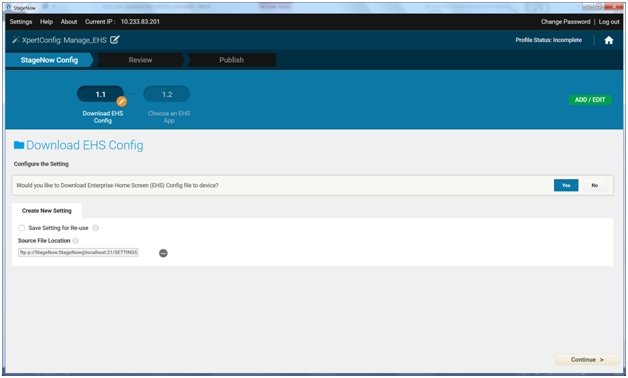 StageNow
Settings Help About Current IP : 10.233.83.201 Change Password | Log out
XpertConfig: Manage_EHS Profile Status: Incomplete
StageNow Config Review Publish
1.1 1.2
Download EHS Config
Choose an EHS App
ADD / EDIT
Download EHS Config
Configure the Setting
Would you like to Download Enterprise Home Screen (EHS) Config file to device? Yes No
Create New Setting
Save Setting for Re-use ?
Source File Location ?
ftp-p://StageNow:StageNow@localhost:21/SETTINGS
Continue >